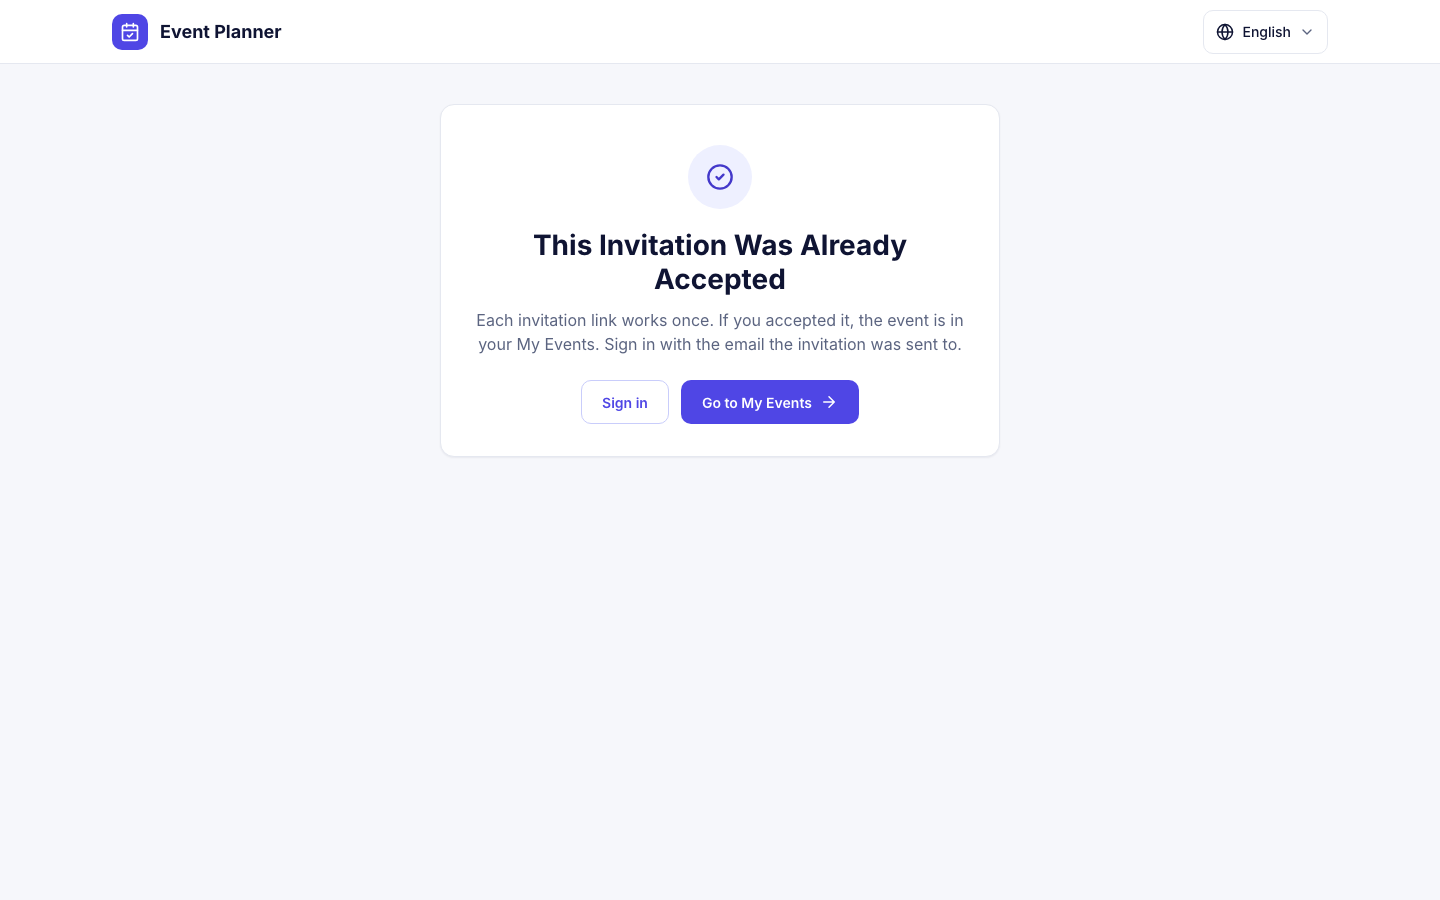 Event Planner
English
This Invitation Was Already
Accepted
Each invitation link works once. If you accepted it, the event is in
your My Events. Sign in with the email the invitation was sent to.
Sign in
Go to My Events